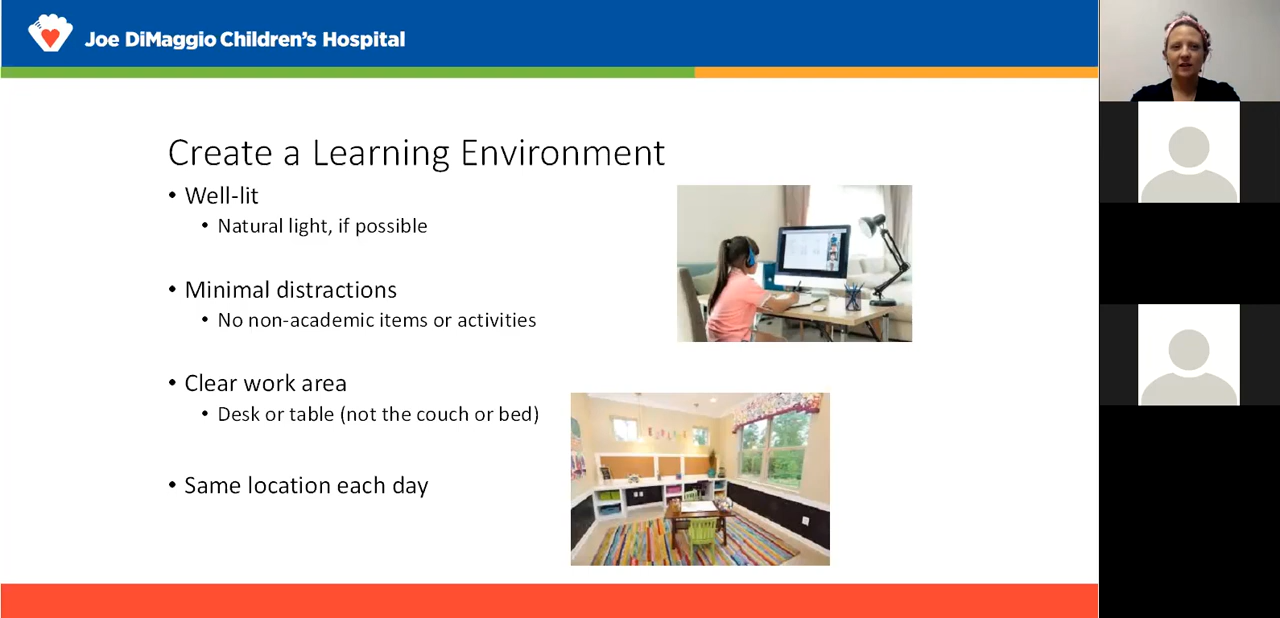 Joe DiMaggio Children's Hospital
Create a Learning Environment
• Well-lit
• Natural light, if possible
• Minimal distractions
• No non-academic items or activities
• Clear work area
• Desk or table (not the couch or bed)
• Same location each day